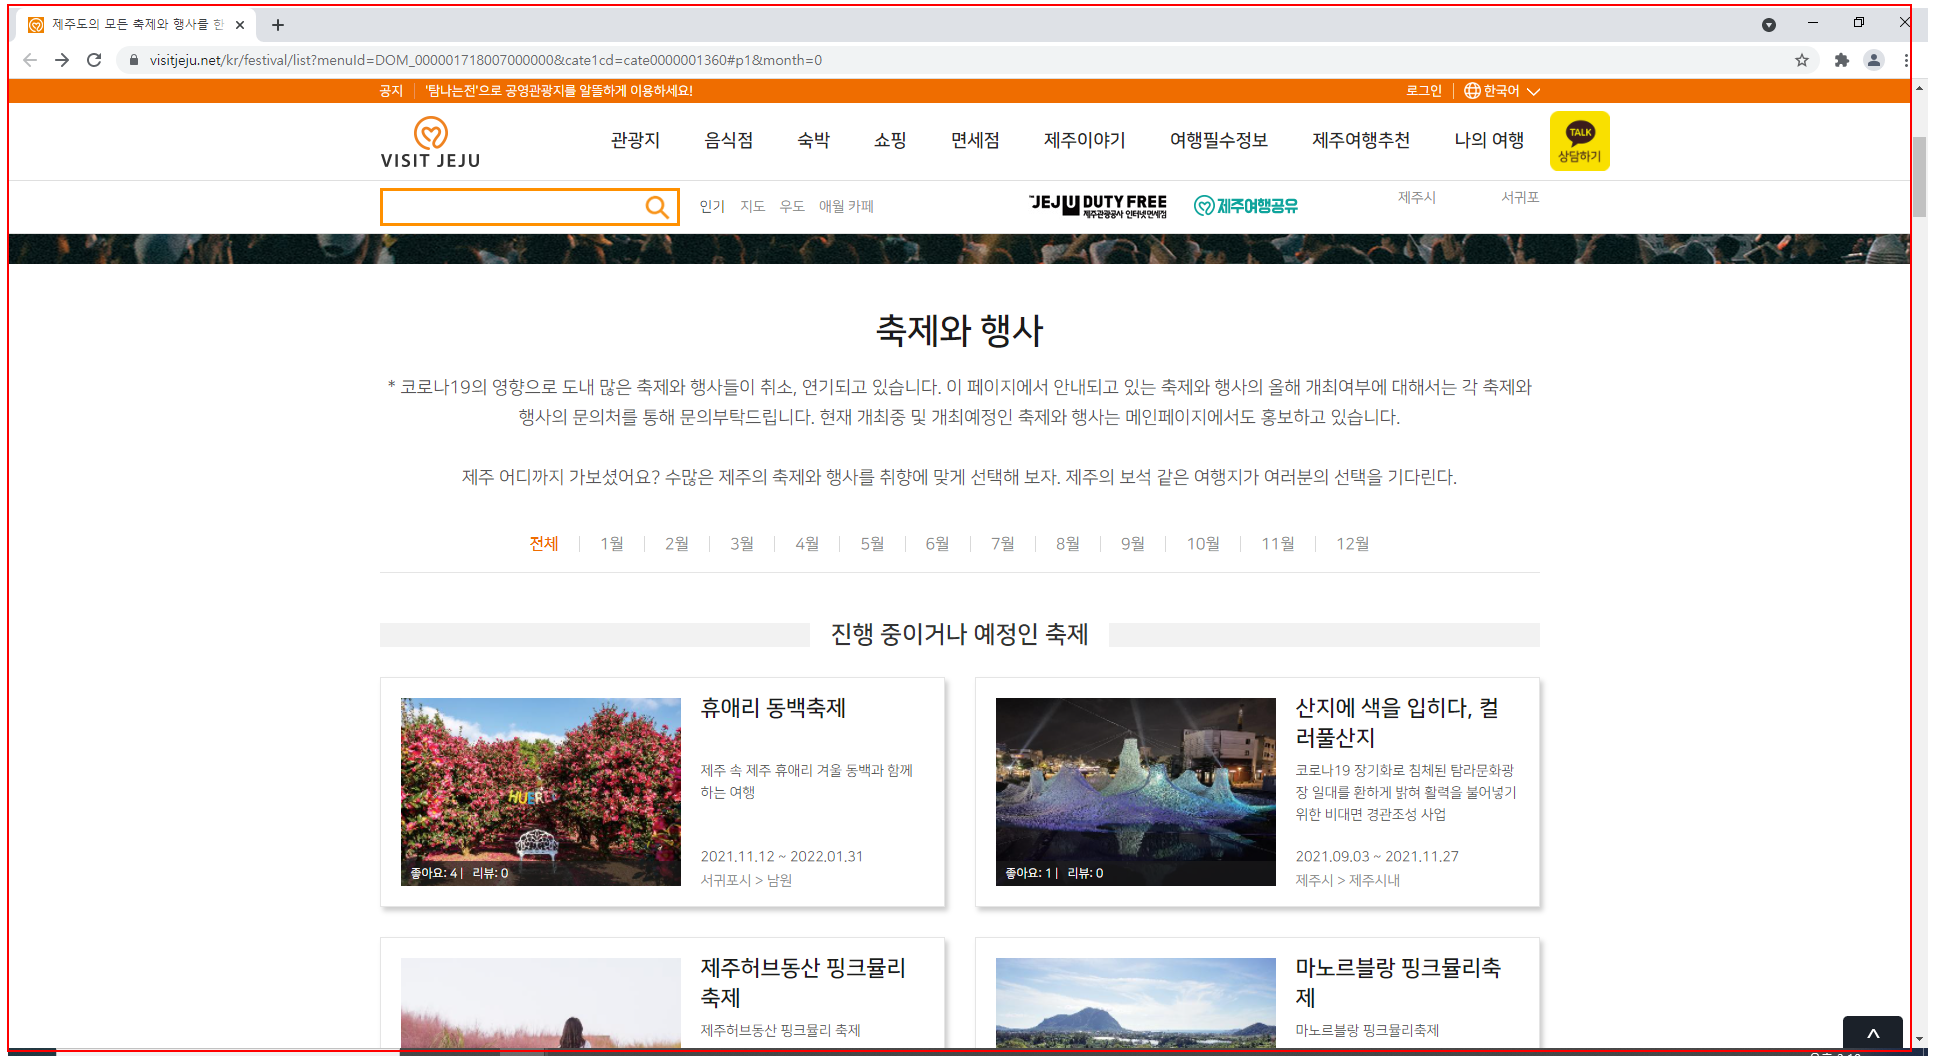 제주도의 모든 축제와 행사를 한
visitjeju.net/kr/festival/list?menuId=DOM_000001718007000000&cate1cd=cate0000001360#p1&month=0
공지 '탐나는전'으로 공영관광지를 알뜰하게 이용하세요! 로그인 한국어
VISIT JEJU
관광지 음식점 숙박 쇼핑 면세점 제주이야기 여행필수정보 제주여행추천 나의 여행
TALK
상담하기
인기 지도 우도 애월 카페
JEJU DUTY FREE
제주관광공사 인터넷면세점
제주여행공유
제주시 서귀포
축제와 행사
* 코로나19의 영향으로 도내 많은 축제와 행사들이 취소, 연기되고 있습니다. 이 페이지에서 안내되고 있는 축제와 행사의 올해 개최여부에 대해서는 각 축제와
행사의 문의처를 통해 문의부탁드립니다. 현재 개최중 및 개최예정인 축제와 행사는 메인페이지에서도 홍보하고 있습니다.
제주 어디까지 가보셨어요? 수많은 제주의 축제와 행사를 취향에 맞게 선택해 보자. 제주의 보석 같은 여행지가 여러분의 선택을 기다린다.
전체 1월 2월 3월 4월 5월 6월 7월 8월 9월 10월 11월 12월
진행 중이거나 예정인 축제
휴애리 동백축제
제주 속 제주 휴애리 겨울 동백과 함께
하는 여행
2021.11.12 ~ 2022.01.31
서귀포시 > 남원
좋아요: 4 | 리뷰: 0
산지에 색을 입히다, 컬
러풀산지
코로나19 장기화로 침체된 탐라문화광
장 일대를 환하게 밝혀 활력을 불어넣기
위한 비대면 경관조성 사업
2021.09.03 ~ 2021.11.27
제주시 > 제주시내
좋아요: 1 | 리뷰: 0
제주허브동산 핑크뮬리
축제
제주허브동산 핑크뮬리 축제
마노르블랑 핑크뮬리축
제
마노르블랑 핑크뮬리축제